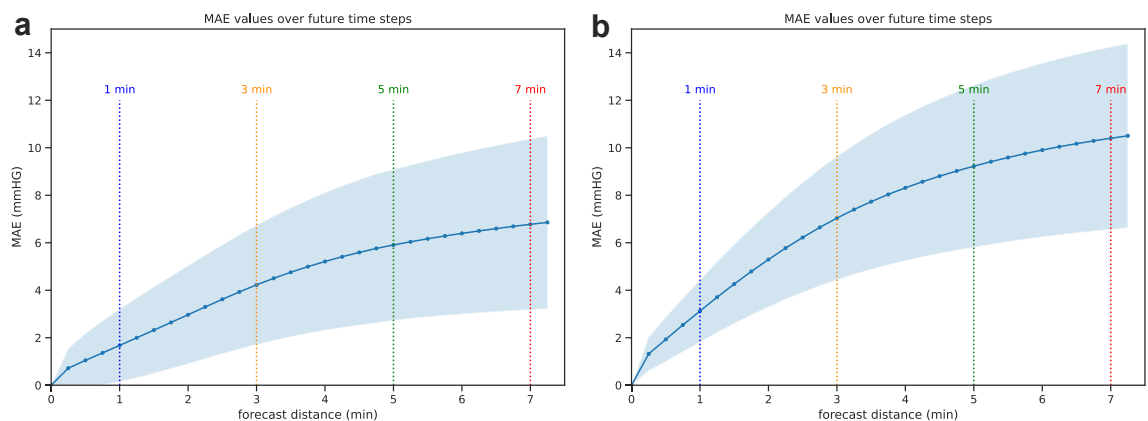 a
MAE values over future time steps
14
12
10
8
6
4
2
0
MAE (mmHG)
1 min
3 min
5 min
7 min
0 1 2 3 4 5 6 7
forecast distance (min)
b
MAE values over future time steps
14
12
10
8
6
4
2
0
MAE (mmHG)
1 min
3 min
5 min
7 min
0 1 2 3 4 5 6 7
forecast distance (min)